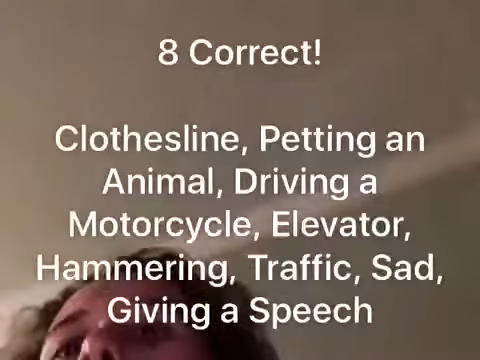 8 Correct!
Clothesline, Petting an
Animal, Driving a
Motorcycle, Elevator,
Hammering, Traffic, Sad,
Giving a Speech